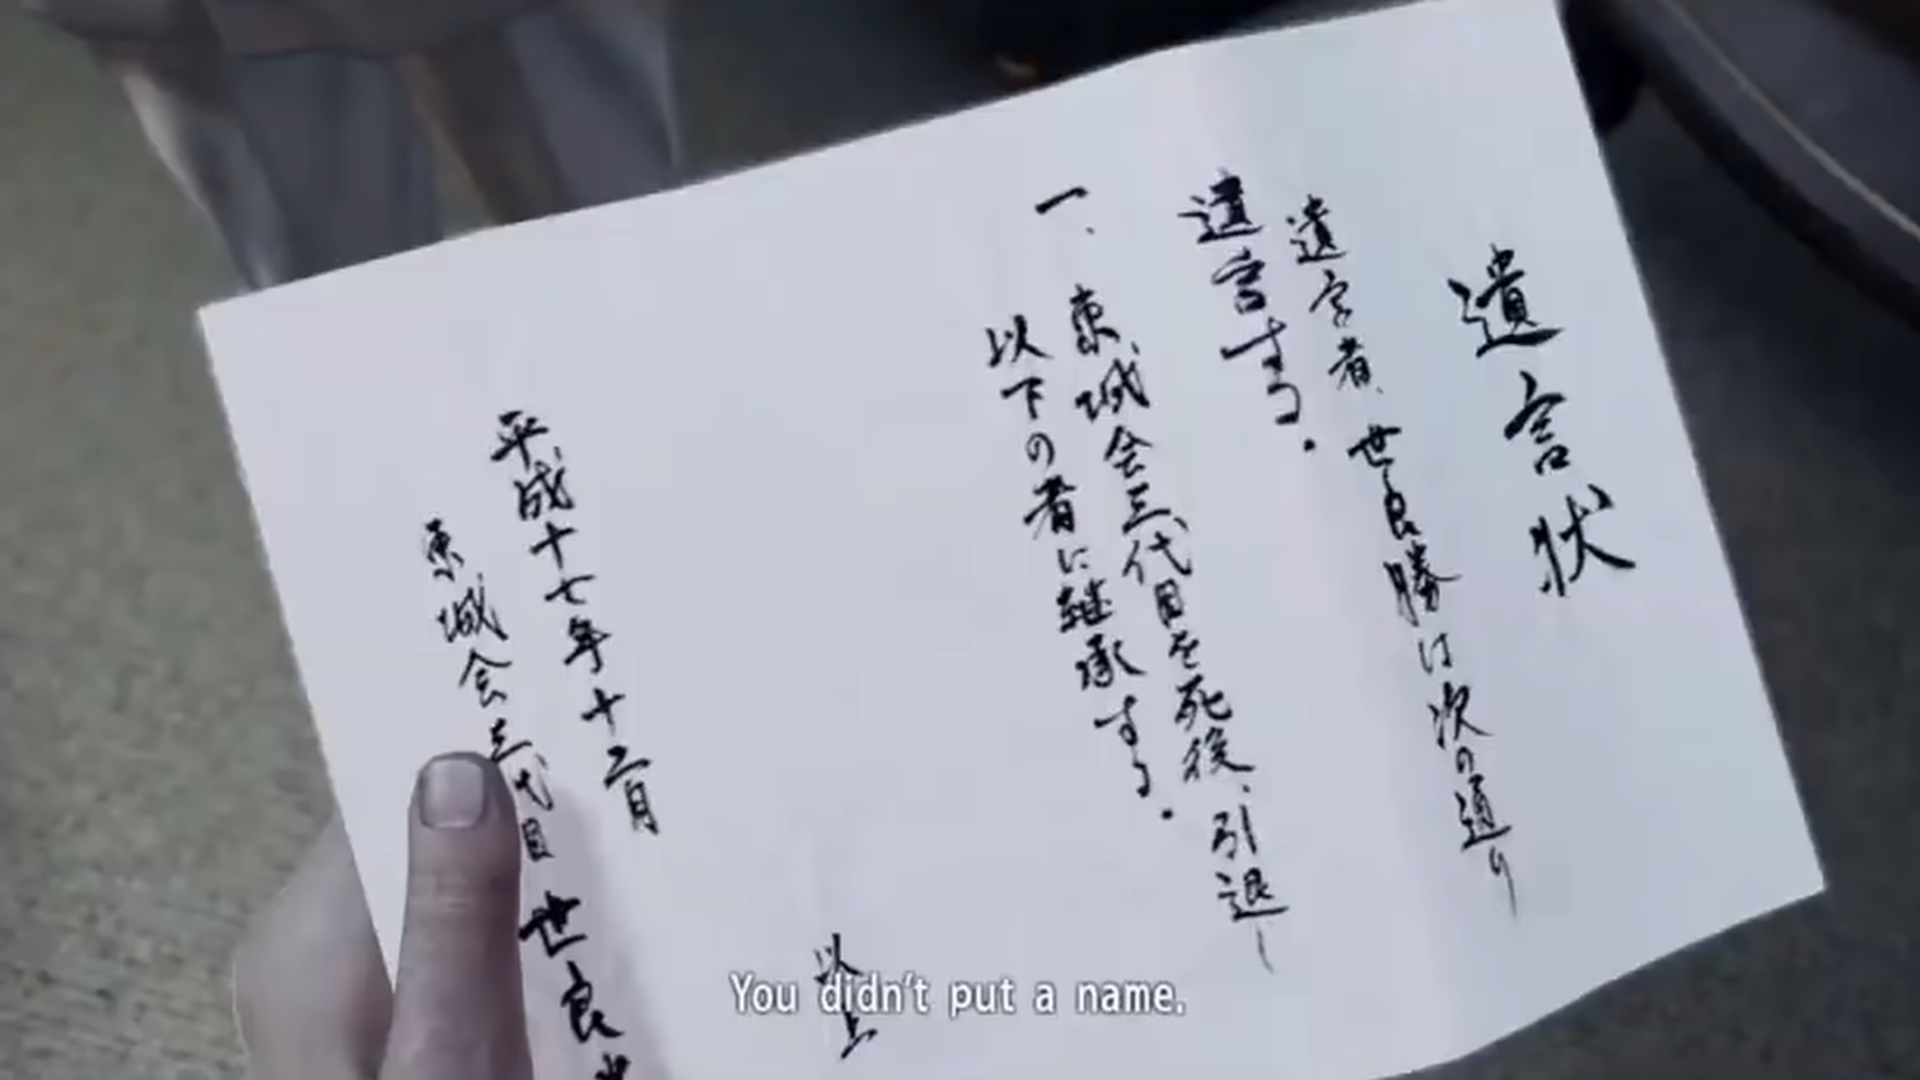 遺言状
遺言者、世良勝は次の通り
遺言する。
一、東城会三代目を死後、引退し
以下の者に継承する。
以上
平成十七年十二月
東城会三代目 世良
You didn't put a name.